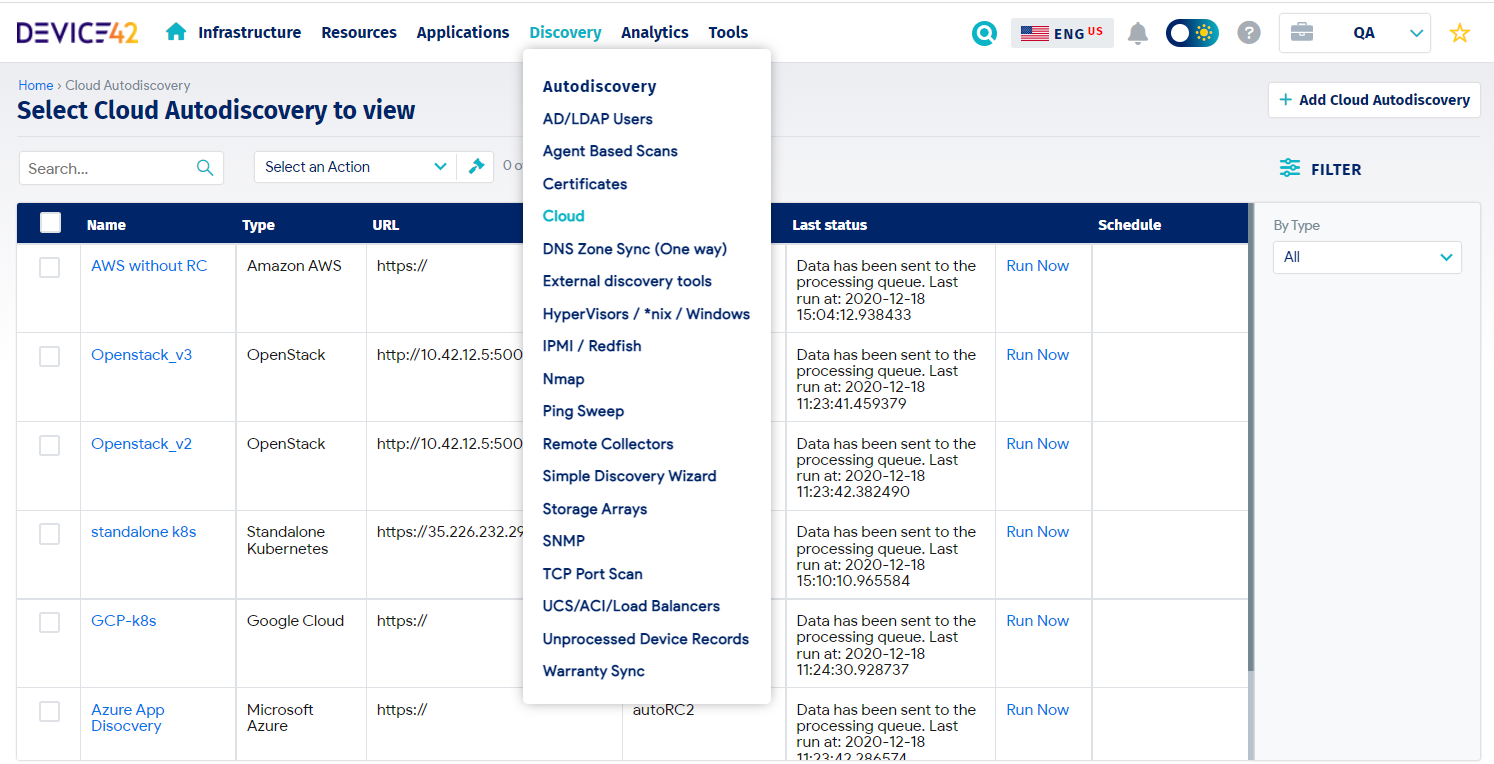 DEVICE42
Infrastructure
Resources
Applications
Discovery
Analytics
Tools
ENG US
?
QA
Home › Cloud Autodiscovery
Select Cloud Autodiscovery to view
+ Add Cloud Autodiscovery
Search...
Select an Action
0 o
FILTER
By Type
All
Autodiscovery
AD/LDAP Users
Agent Based Scans
Certificates
Cloud
DNS Zone Sync (One way)
External discovery tools
HyperVisors / *nix / Windows
IPMI / Redfish
Nmap
Ping Sweep
Remote Collectors
Simple Discovery Wizard
Storage Arrays
SNMP
TCP Port Scan
UCS/ACI/Load Balancers
Unprocessed Device Records
Warranty Sync
Name Type URL Last status Schedule
AWS without RC
Amazon AWS
https://
Data has been sent to the
processing queue. Last
run at: 2020-12-18
15:04:12.938433
Run Now
Openstack_v3
OpenStack
http://10.42.12.5:500
Data has been sent to the
processing queue. Last
run at: 2020-12-18
11:23:41.459379
Run Now
Openstack_v2
OpenStack
http://10.42.12.5:500
Data has been sent to the
processing queue. Last
run at: 2020-12-18
11:23:42.382490
Run Now
standalone k8s
Standalone
Kubernetes
https://35.226.232.29
Data has been sent to the
processing queue. Last
run at: 2020-12-18
15:10:10.965584
Run Now
GCP-k8s
Google Cloud
https://
Data has been sent to the
processing queue. Last
run at: 2020-12-18
11:24:30.928737
Run Now
Azure App
Disocvery
Microsoft
Azure
https://
autoRC2
Data has been sent to the
processing queue. Last
run at: 2020-12-18
11:23:42.286574
Run Now